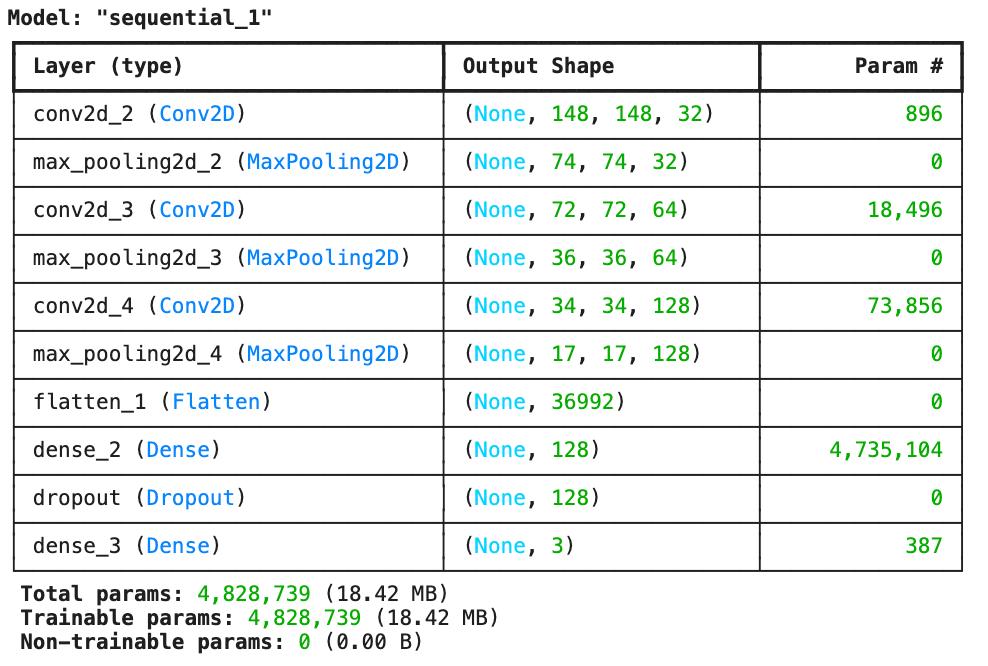 Model: "sequential_1"
Layer (type) Output Shape Param #
conv2d_2 (Conv2D) (None, 148, 148, 32) 896
max_pooling2d_2 (MaxPooling2D) (None, 74, 74, 32) 0
conv2d_3 (Conv2D) (None, 72, 72, 64) 18,496
max_pooling2d_3 (MaxPooling2D) (None, 36, 36, 64) 0
conv2d_4 (Conv2D) (None, 34, 34, 128) 73,856
max_pooling2d_4 (MaxPooling2D) (None, 17, 17, 128) 0
flatten_1 (Flatten) (None, 36992) 0
dense_2 (Dense) (None, 128) 4,735,104
dropout (Dropout) (None, 128) 0
dense_3 (Dense) (None, 3) 387
Total params: 4,828,739 (18.42 MB)
Trainable params: 4,828,739 (18.42 MB)
Non-trainable params: 0 (0.00 B)